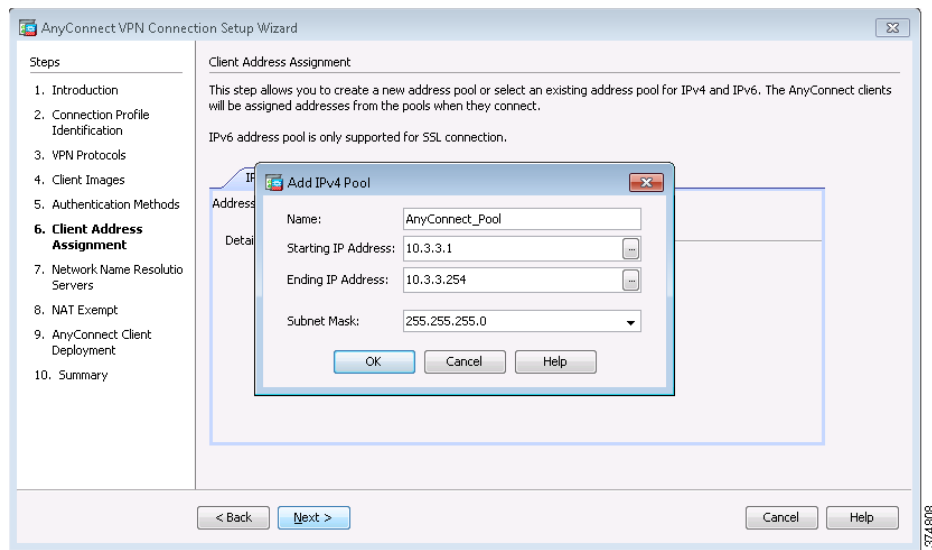 AnyConnect VPN Connection Setup Wizard
Steps
1. Introduction
2. Connection Profile
Identification
3. VPN Protocols
4. Client Images
5. Authentication Methods
6. Client Address
Assignment
7. Network Name Resolutio
Servers
8. NAT Exempt
9. AnyConnect Client
Deployment
10. Summary
Client Address Assignment
This step allows you to create a new address pool or select an existing address pool for IPv4 and IPv6. The AnyConnect clients
will be assigned addresses from the pools when they connect.
IPv6 address pool is only supported for SSL connection.
IP
Address
Detai
Add IPv4 Pool
Name: AnyConnect_Pool
Starting IP Address: 10.3.3.1 ...
Ending IP Address: 10.3.3.254 ...
Subnet Mask: 255.255.255.0
OK Cancel Help
< Back Next > Cancel Help
374808